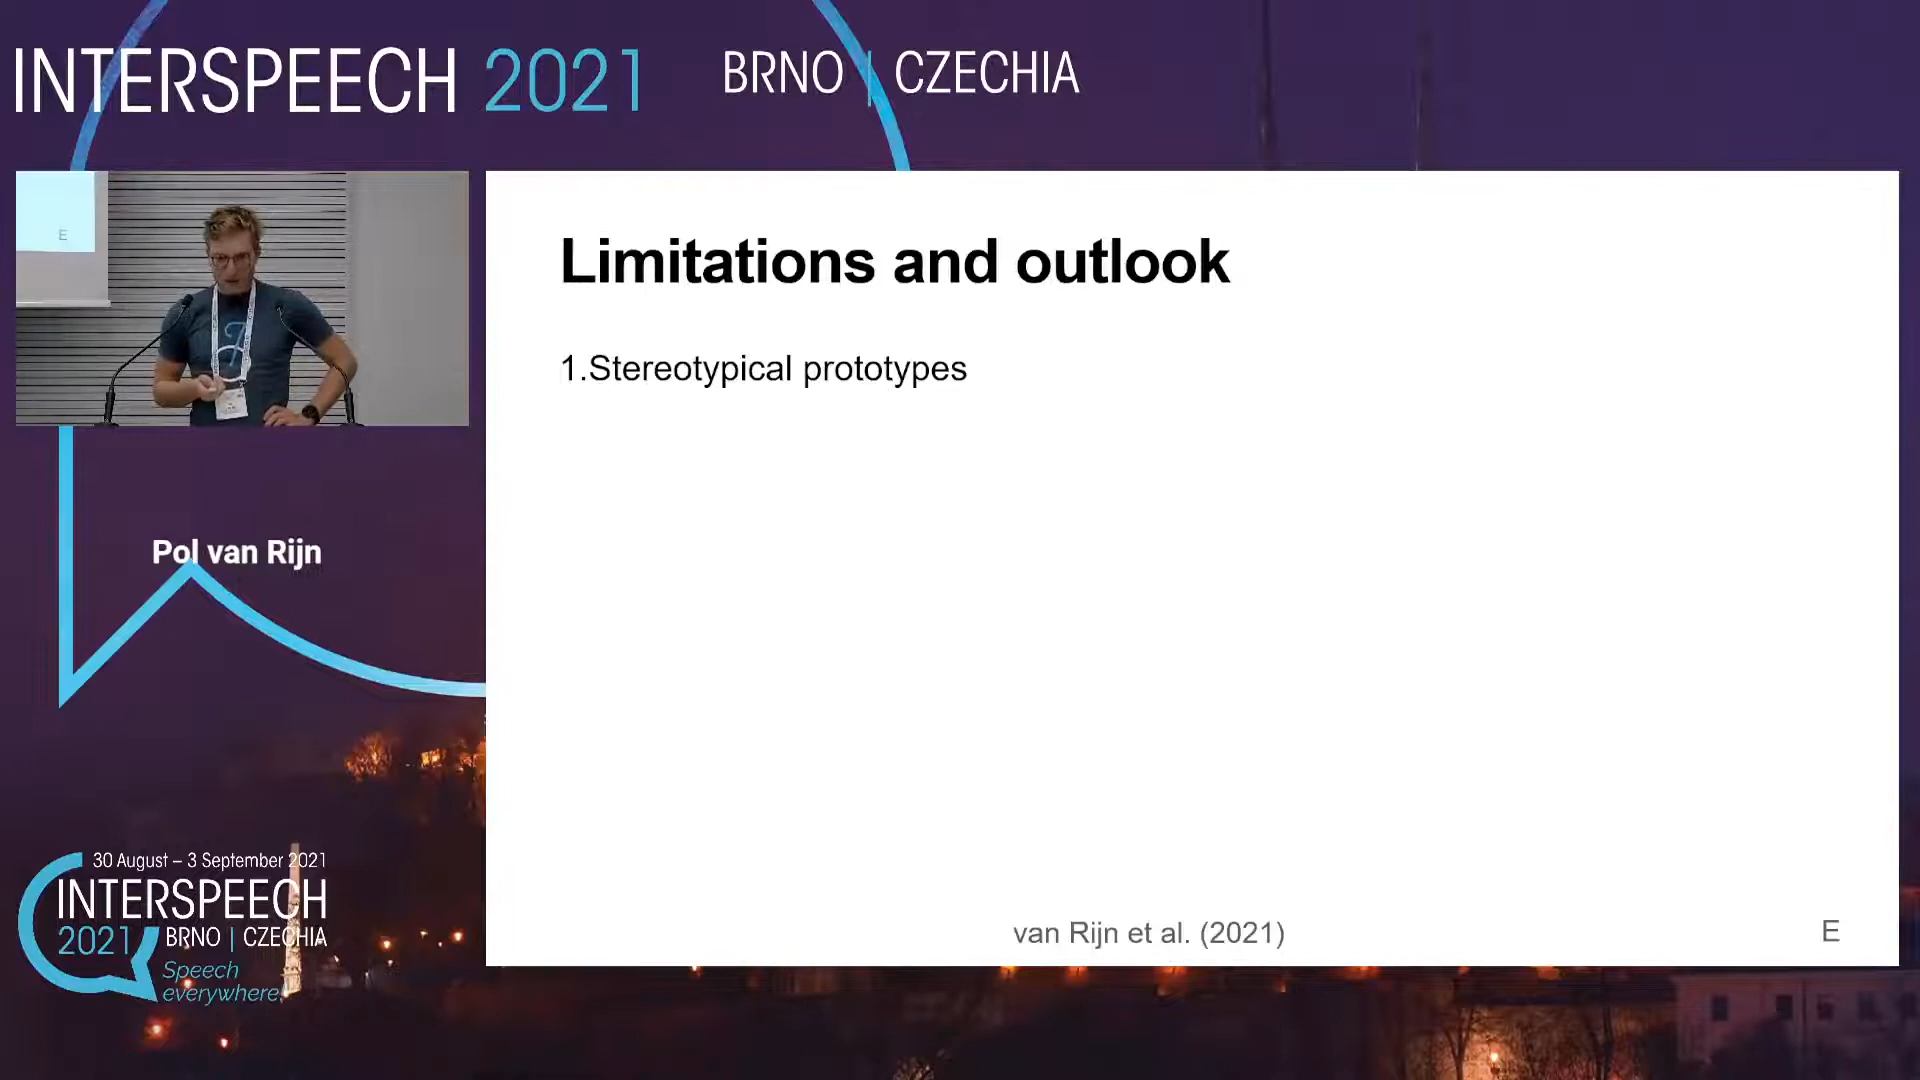 INTERSPEECH 2021 BRNO | CZECHIA
E
Limitations and outlook
1.Stereotypical prototypes
Pol van Rijn
30 August – 3 September 2021
INTERSPEECH
2021 BRNO | CZECHIA
Speech
everywhere!
van Rijn et al. (2021)
E